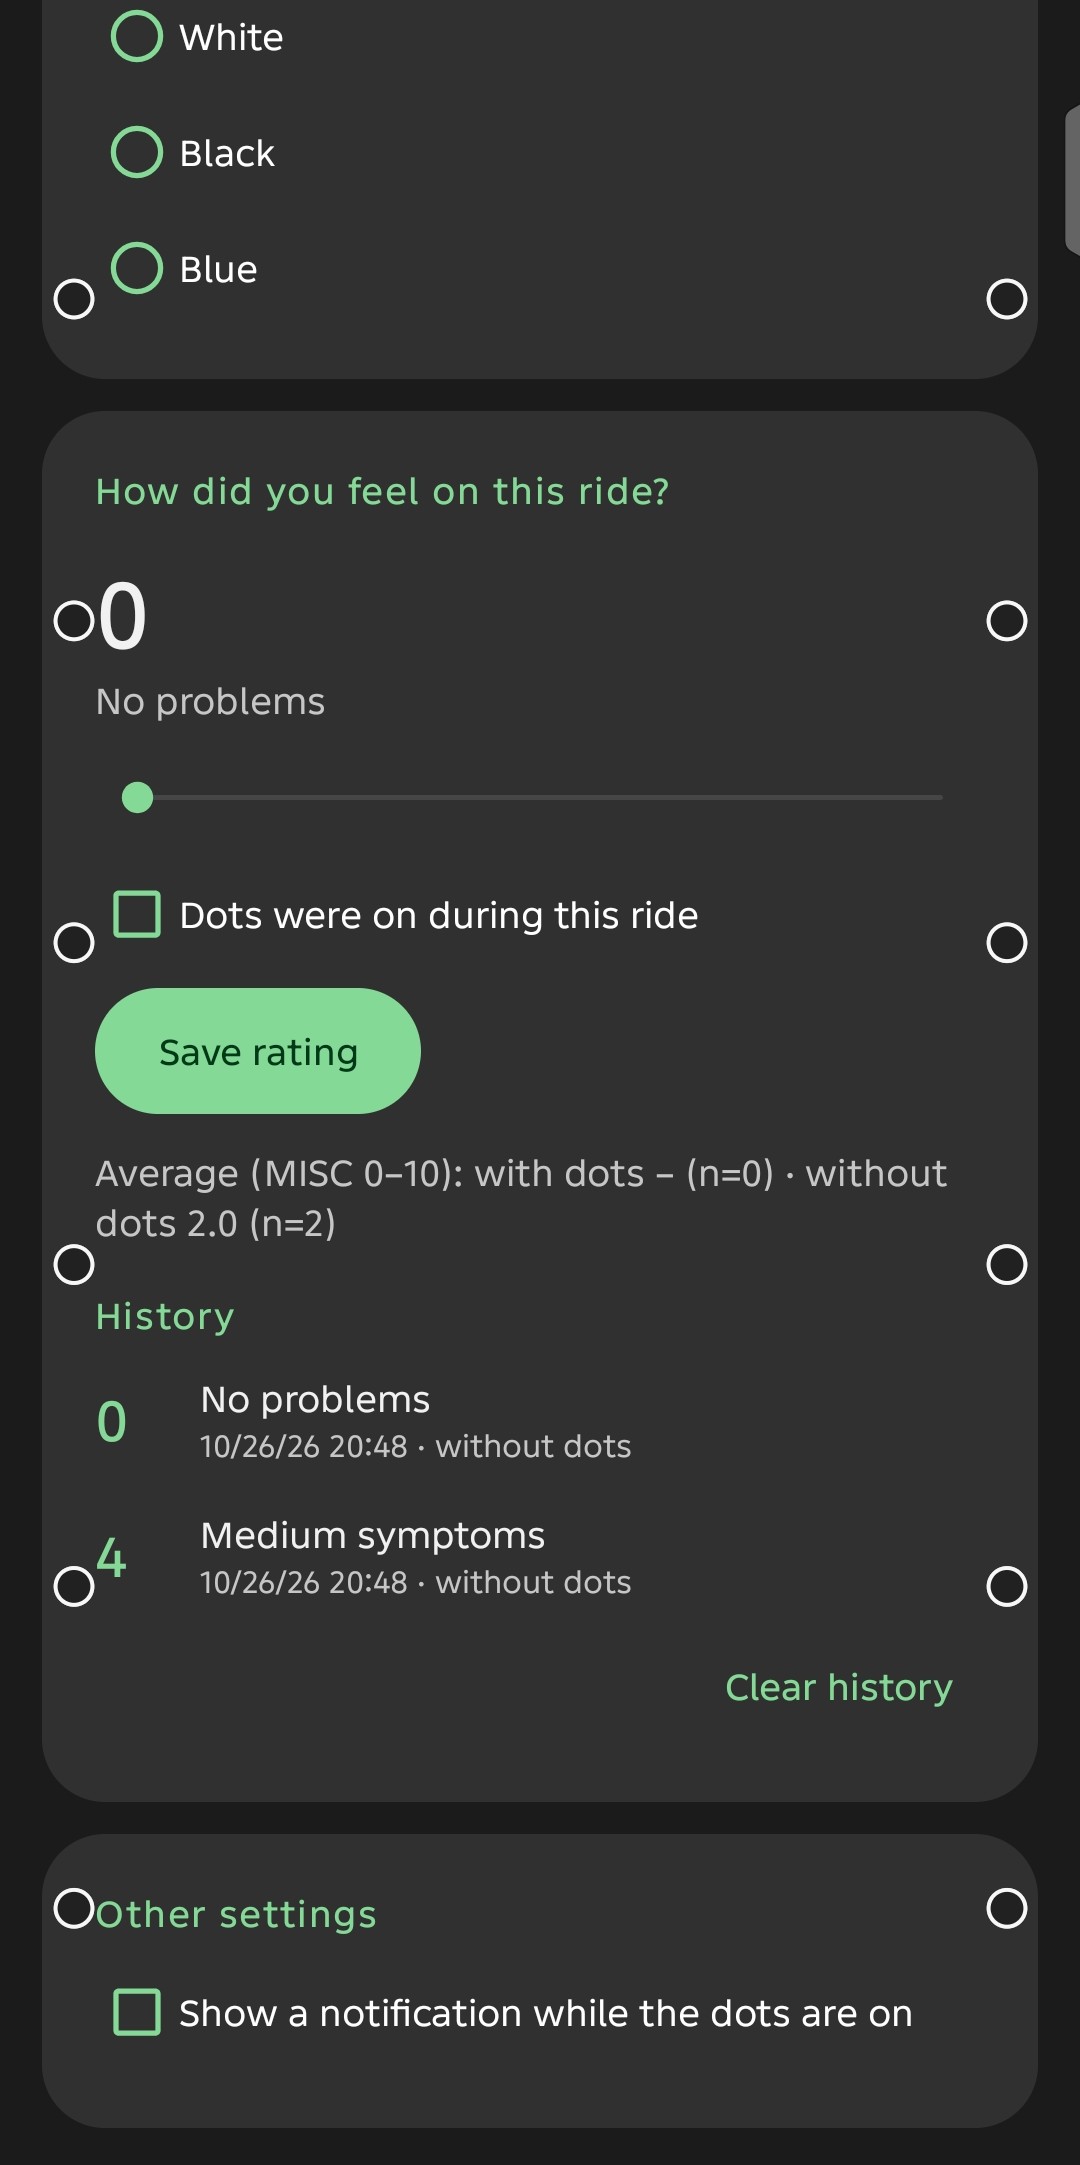 White
Black
Blue
How did you feel on this ride?
0
No problems
Dots were on during this ride
Save rating
Average (MISC 0–10): with dots – (n=0) · without
dots 2.0 (n=2)
History
0
No problems
10/26/26 20:48 · without dots
4
Medium symptoms
10/26/26 20:48 · without dots
Clear history
Other settings
Show a notification while the dots are on